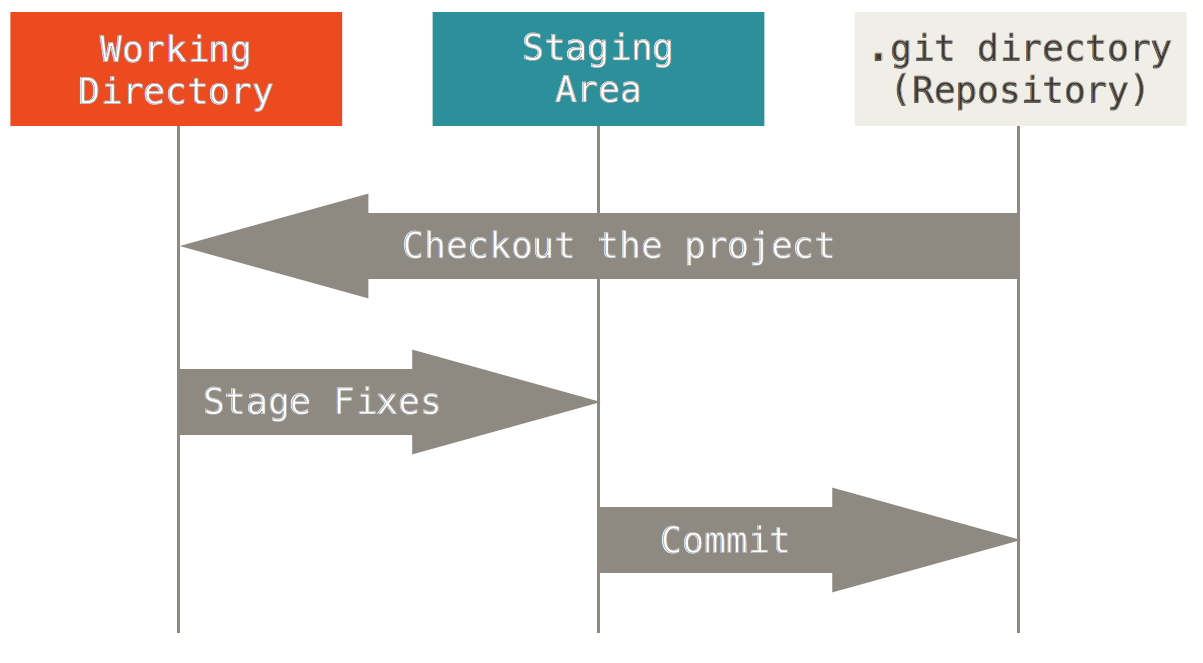 Working
Directory
Staging
Area
.git directory
(Repository)
Checkout the project
Stage Fixes
Commit